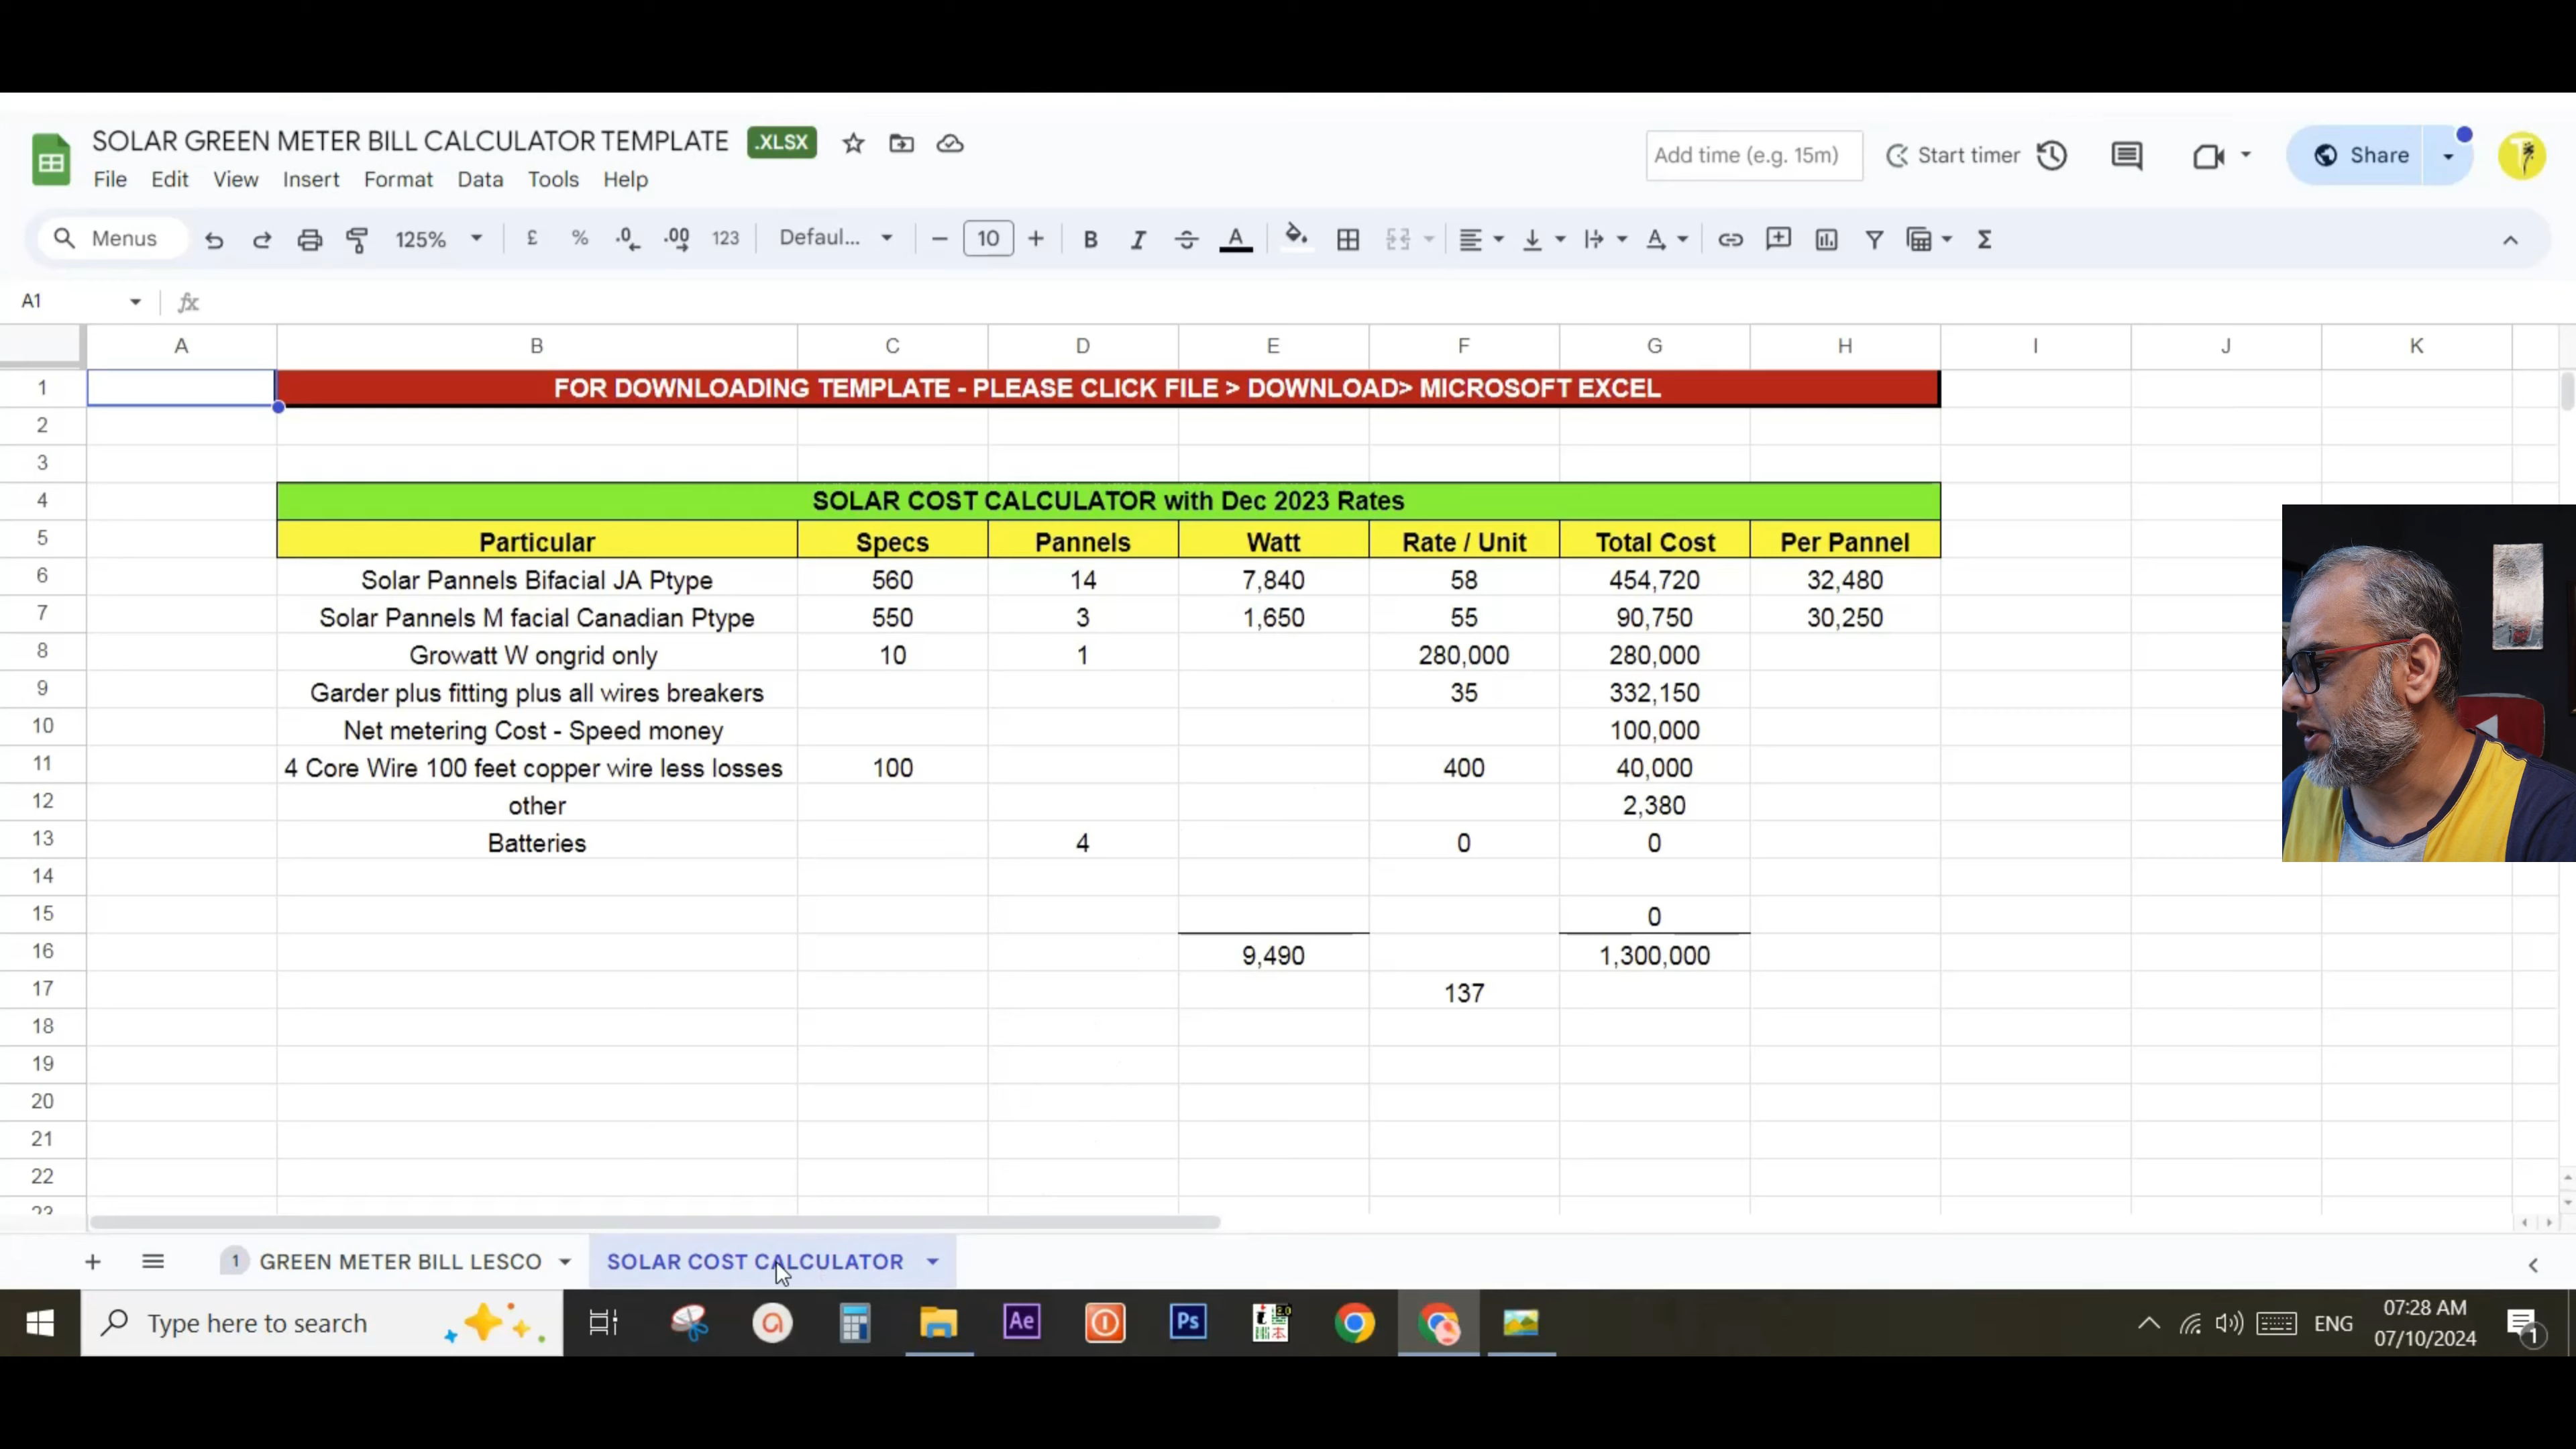 SOLAR GREEN METER BILL CALCULATOR TEMPLATE .XLSX
Add time (e.g. 15m) Start timer Share
File Edit View Insert Format Data Tools Help
Menus 125% £ % .0 .00 123 Defaul... 10 B I A Σ
A1 fx
A B C D E F G H I J K
1 FOR DOWNLOADING TEMPLATE - PLEASE CLICK FILE > DOWNLOAD> MICROSOFT EXCEL
2
3
4 SOLAR COST CALCULATOR with Dec 2023 Rates
5 Particular Specs Pannels Watt Rate / Unit Total Cost Per Pannel
6 Solar Pannels Bifacial JA Ptype 560 14 7,840 58 454,720 32,480
7 Solar Pannels M facial Canadian Ptype 550 3 1,650 55 90,750 30,250
8 Growatt W ongrid only 10 1 280,000 280,000
9 Garder plus fitting plus all wires breakers 35 332,150
10 Net metering Cost - Speed money 100,000
11 4 Core Wire 100 feet copper wire less losses 100 400 40,000
12 other 2,380
13 Batteries 4 0 0
14
15 0
16 9,490 1,300,000
17 137
18
19
20
21
22
23
1 GREEN METER BILL LESCO SOLAR COST CALCULATOR
Type here to search Ae Ps ENG 07:28 AM
07/10/2024 1